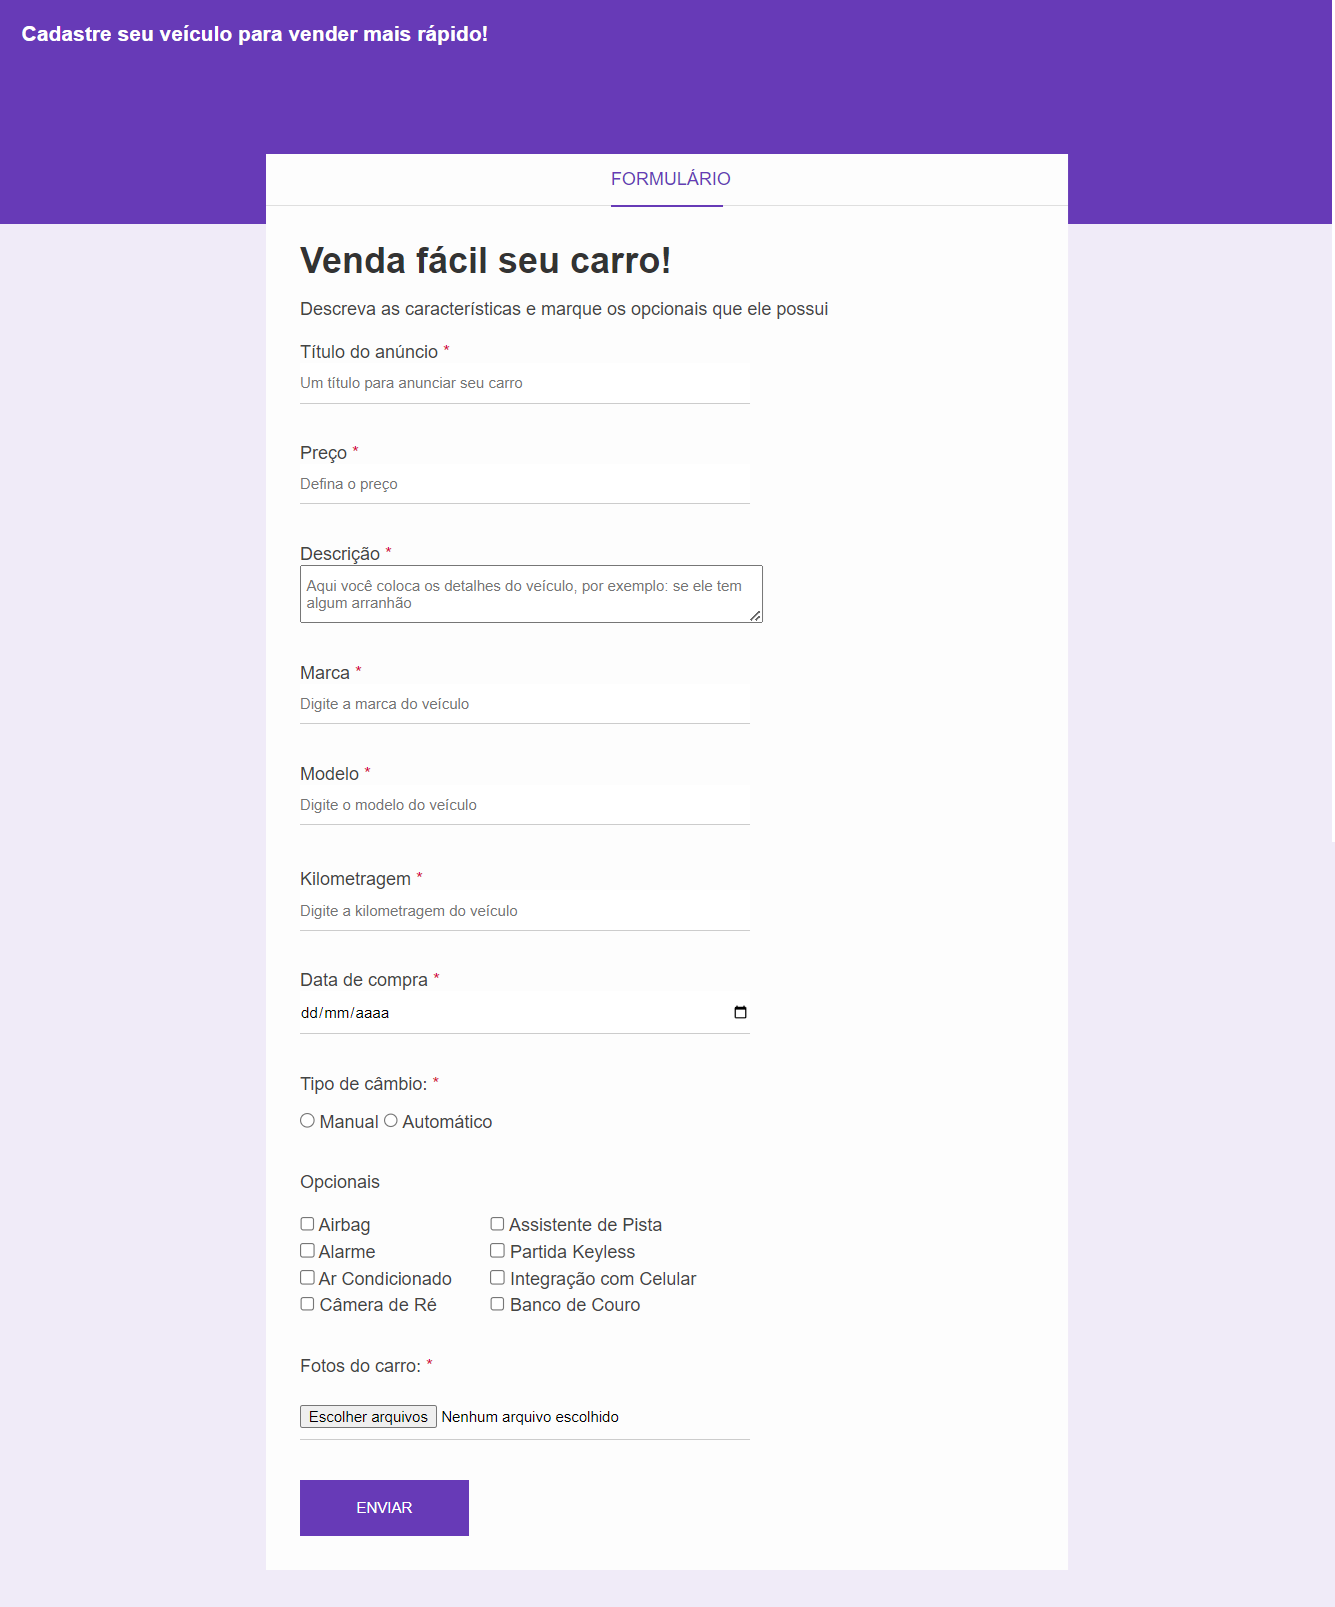 Cadastre seu veículo para vender mais rápido!
FORMULÁRIO
Venda fácil seu carro!
Descreva as características e marque os opcionais que ele possui
Título do anúncio *
Um título para anunciar seu carro
Preço *
Defina o preço
Descrição *
Aqui você coloca os detalhes do veículo, por exemplo: se ele tem
algum arranhão
Marca *
Digite a marca do veículo
Modelo *
Digite o modelo do veículo
Kilometragem *
Digite a kilometragem do veículo
Data de compra *
dd/mm/aaaa
Tipo de câmbio: *
Manual Automático
Opcionais
Airbag Assistente de Pista
Alarme Partida Keyless
Ar Condicionado Integração com Celular
Câmera de Ré Banco de Couro
Fotos do carro: *
Escolher arquivos Nenhum arquivo escolhido
ENVIAR